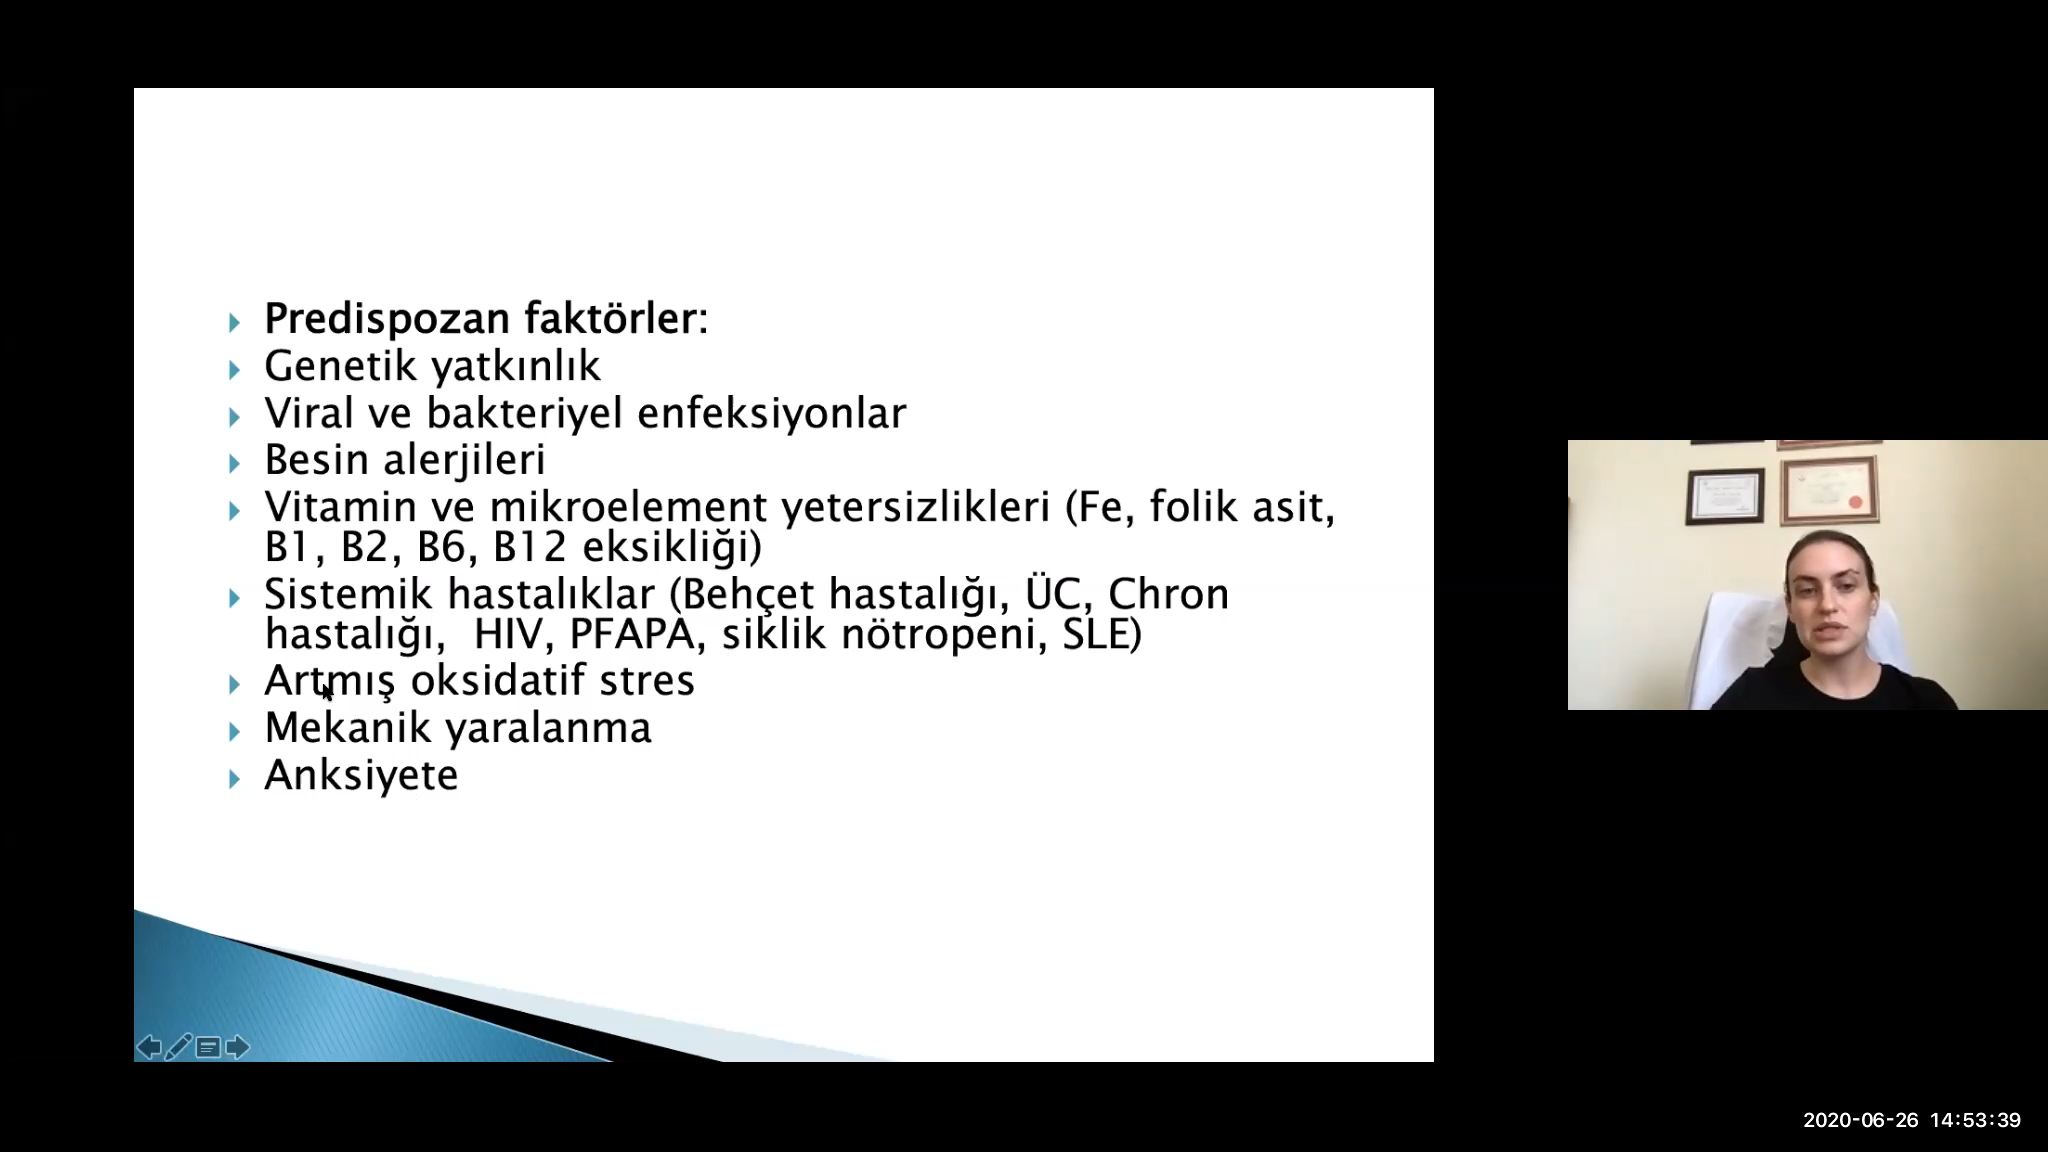 Predispozan faktörler:
Genetik yatkınlık
Viral ve bakteriyel enfeksiyonlar
Besin alerjileri
Vitamin ve mikroelement yetersizlikleri (Fe, folik asit,
B1, B2, B6, B12 eksikliği)
Sistemik hastalıklar (Behçet hastalığı, ÜC, Chron
hastalığı,  HIV, PFAPA, siklik nötropeni, SLE)
Artmış oksidatif stres
Mekanik yaralanma
Anksiyete
2020-06-26 14:53:39